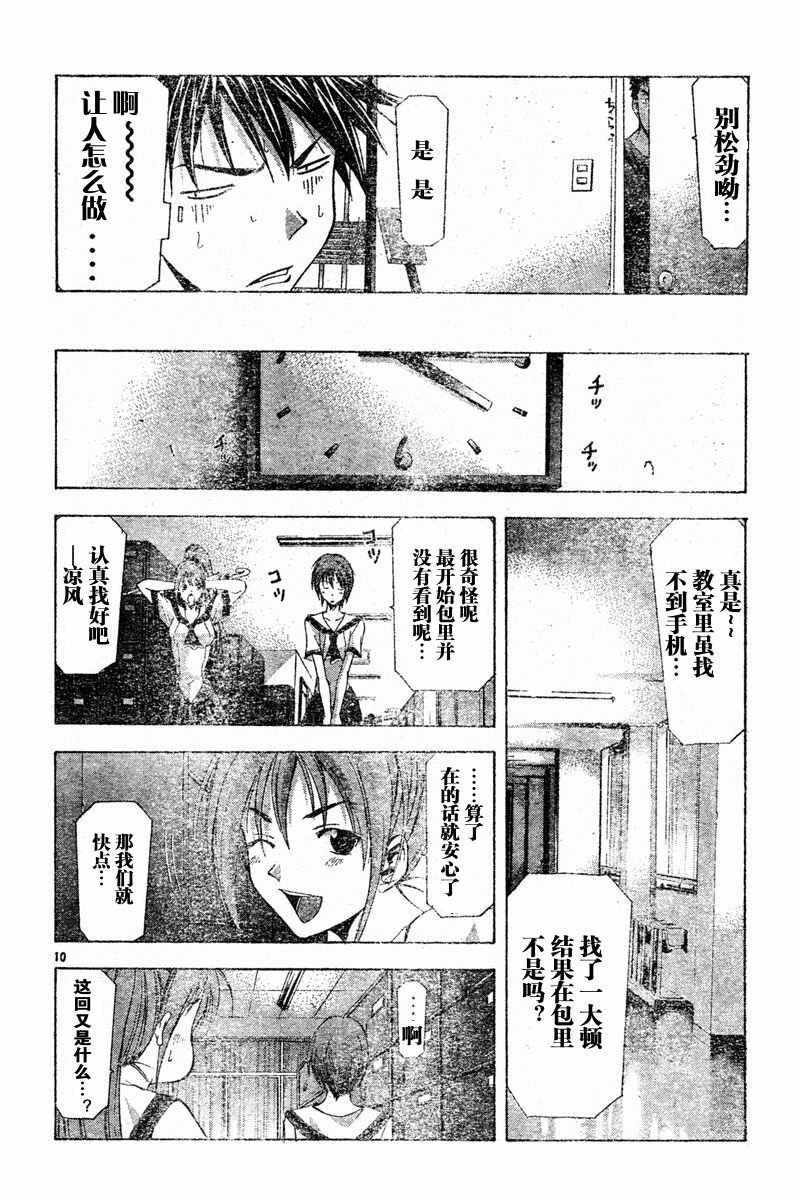 别松劲呦…
是 是
啊～～～～
让人怎么做
····
6
チッ
チッ
真是~
教室里虽找
不到手机…
找了一大顿
结果在包里
不是吗?
很奇怪呢
最开始包里并
没有看到呢…
コッ
认真找好吧
—凉风
……算了
在的话就安心了
那我们就
快点…
10
····
啊
这回又是什么…?